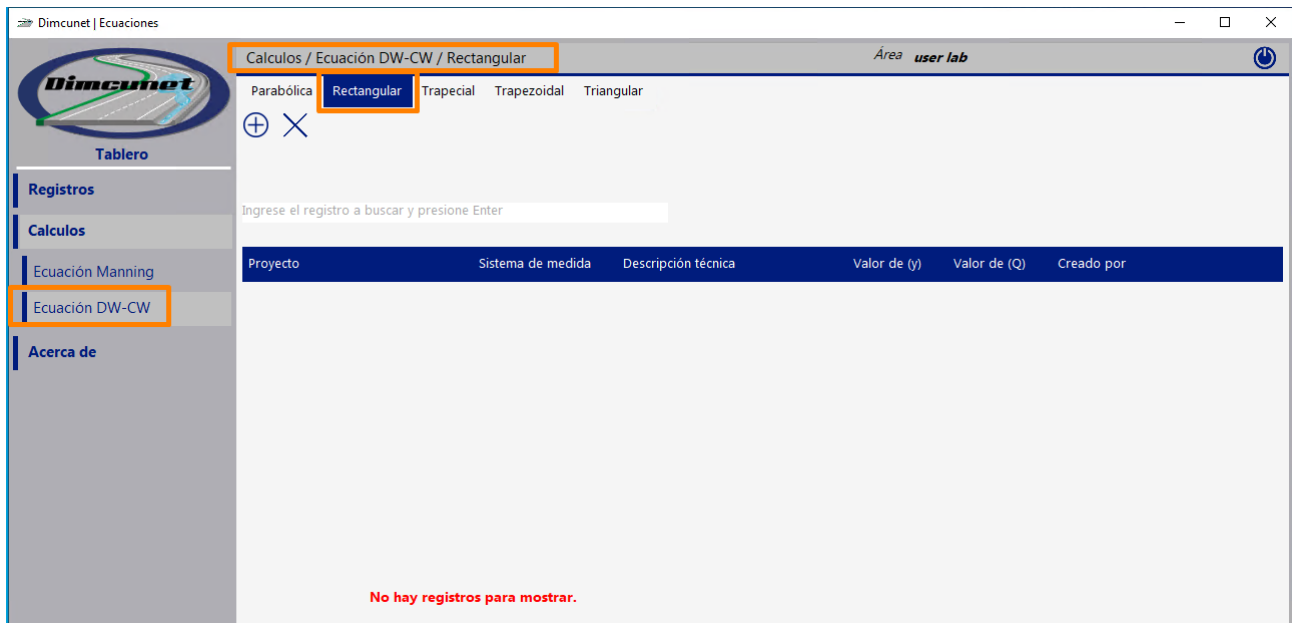 Dimcunet | Ecuaciones
Dimcunet
Tablero
Registros
Calculos
Ecuación Manning
Ecuación DW-CW
Acerca de
Calculos / Ecuación DW-CW / Rectangular
Área user lab
Parabólica Rectangular Trapecial Trapezoidal Triangular
Ingrese el registro a buscar y presione Enter
Proyecto Sistema de medida Descripción técnica Valor de (y) Valor de (Q) Creado por
No hay registros para mostrar.